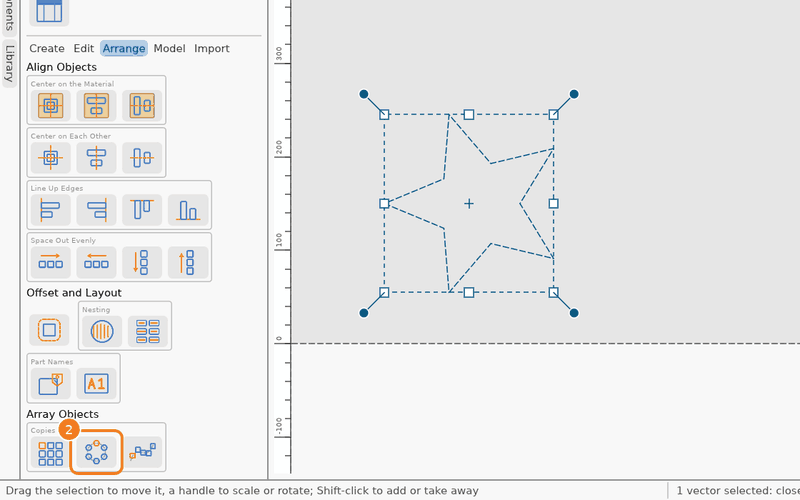 nents
Library
Create Edit Arrange Model Import
Align Objects
Center on the Material
Center on Each Other
Line Up Edges
Space Out Evenly
Offset and Layout
Nesting
Part Names
A1
Array Objects
Copies
2
300
200
100
0
-100
Drag the selection to move it, a handle to scale or rotate; Shift-click to add or take away
1 vector selected: close